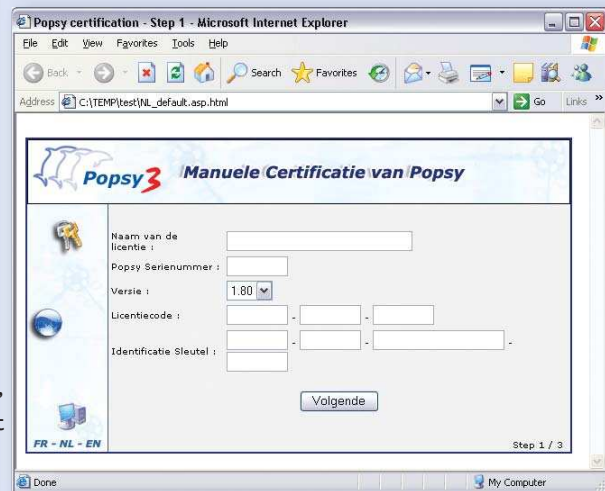 Popsy certification - Step 1 - Microsoft Internet Explorer
File Edit View Favorites Tools Help
Back Search Favorites
Address C:\TEMP\test\NL_default.asp.html Go Links »
Popsy 3 Manuele Certificatie van Popsy
Naam van de
licentie :
Popsy Serienummer :
Versie : 1.80
Licentiecode : - -
Identificatie Sleutel : - - -
Volgende
FR - NL - EN
Step 1 / 3
Done My Computer